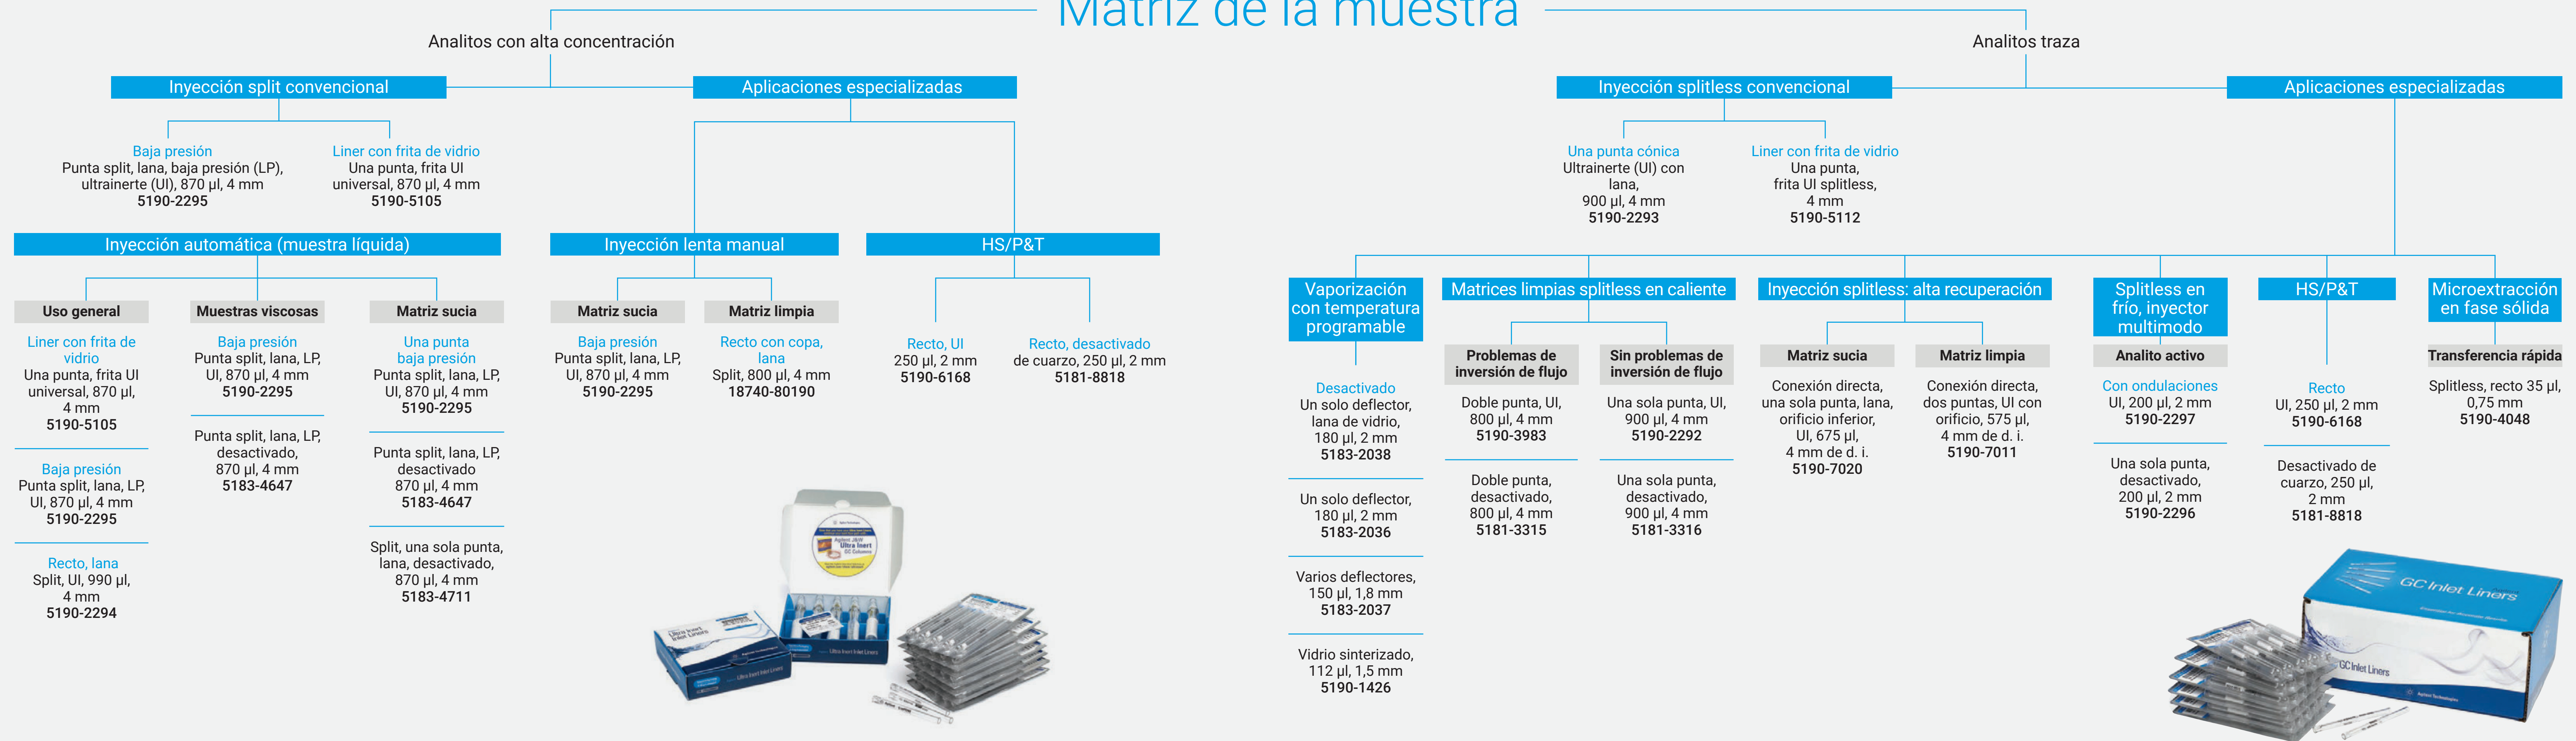 Matriz de la muestra
Analitos con alta concentración
Inyección split convencional
Aplicaciones especializadas
Baja presión
Punta split, lana, baja presión (LP),
ultrainerte (UI), 870 µl, 4 mm
5190-2295
Liner con frita de vidrio
Una punta, frita UI
universal, 870 µl, 4 mm
5190-5105
Inyección automática (muestra líquida)
Uso general
Liner con frita de
vidrio
Una punta, frita UI
universal, 870 µl,
4 mm
5190-5105
Baja presión
Punta split, lana, LP,
UI, 870 µl, 4 mm
5190-2295
Recto, lana
Split, UI, 990 µl,
4 mm
5190-2294
Muestras viscosas
Baja presión
Punta split, lana, LP,
UI, 870 µl, 4 mm
5190-2295
Punta split, lana, LP,
desactivado,
870 µl, 4 mm
5183-4647
Matriz sucia
Una punta
baja presión
Punta split, lana, LP,
UI, 870 µl, 4 mm
5190-2295
Punta split, lana, LP,
desactivado
870 µl, 4 mm
5183-4647
Split, una sola punta,
lana, desactivado,
870 µl, 4 mm
5183-4711
Inyección lenta manual
Matriz sucia
Baja presión
Punta split, lana, LP,
UI, 870 µl, 4 mm
5190-2295
Matriz limpia
Recto con copa,
lana
Split, 800 µl, 4 mm
18740-80190
HS/P&T
Recto, UI
250 µl, 2 mm
5190-6168
Recto, desactivado
de cuarzo, 250 µl, 2 mm
5181-8818
Agilent J&W
Ultra Inert
GC Columns
Ultra Inert
Inlet Liners
Ultra Inert Inlet Liners
Analitos traza
Inyección splitless convencional
Aplicaciones especializadas
Una punta cónica
Ultrainerte (UI) con
lana,
900 µl, 4 mm
5190-2293
Liner con frita de vidrio
Una punta,
frita UI splitless,
4 mm
5190-5112
Vaporización
con temperatura
programable
Desactivado
Un solo deflector,
lana de vidrio,
180 µl, 2 mm
5183-2038
Un solo deflector,
180 µl, 2 mm
5183-2036
Varios deflectores,
150 µl, 1,8 mm
5183-2037
Vidrio sinterizado,
112 µl, 1,5 mm
5190-1426
Matrices limpias splitless en caliente
Problemas de
inversión de flujo
Doble punta, UI,
800 µl, 4 mm
5190-3983
Doble punta,
desactivado,
800 µl, 4 mm
5181-3315
Sin problemas de
inversión de flujo
Una sola punta, UI,
900 µl, 4 mm
5190-2292
Una sola punta,
desactivado,
900 µl, 4 mm
5181-3316
Inyección splitless: alta recuperación
Matriz sucia
Conexión directa,
una sola punta, lana,
orificio inferior,
UI, 675 µl,
4 mm de d. i.
5190-7020
Matriz limpia
Conexión directa,
dos puntas, UI con
orificio, 575 µl,
4 mm de d. i.
5190-7011
Splitless en
frío, inyector
multimodo
Analito activo
Con ondulaciones
UI, 200 µl, 2 mm
5190-2297
Una sola punta,
desactivado,
200 µl, 2 mm
5190-2296
HS/P&T
Recto
UI, 250 µl, 2 mm
5190-6168
Desactivado de
cuarzo, 250 µl,
2 mm
5181-8818
Microextracción
en fase sólida
Transferencia rápida
Splitless, recto 35 µl,
0,75 mm
5190-4048
GC Inlet Liners
GC Inlet Liners
Agilent Technologies